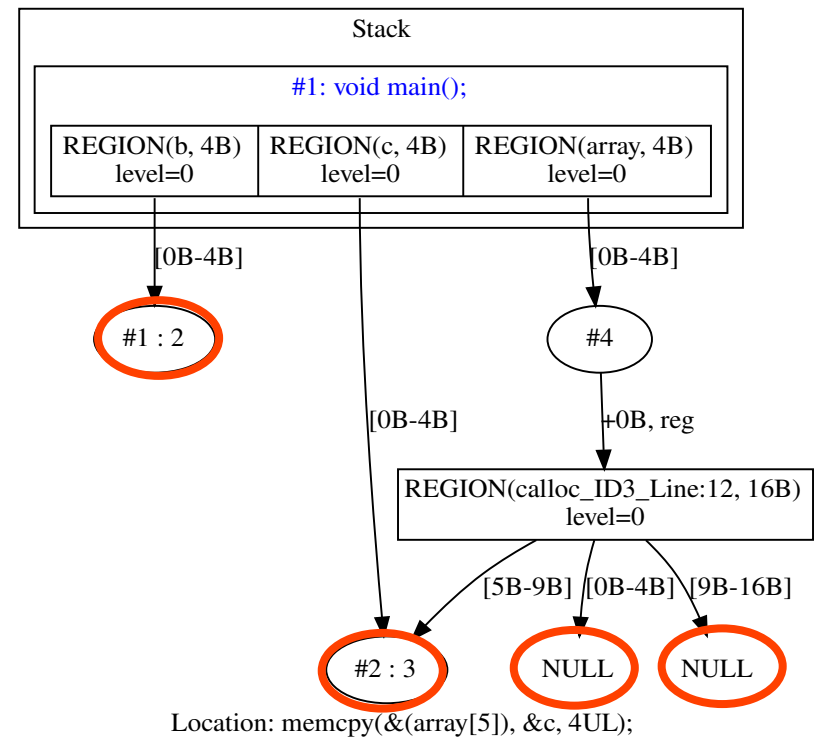 Stack
#1: void main();
REGION(b, 4B)
level=0
REGION(c, 4B)
level=0
REGION(array, 4B)
level=0
[0B-4B]
[0B-4B]
#1 : 2
#4
[0B-4B]
+0B, reg
REGION(calloc_ID3_Line:12, 16B)
level=0
[5B-9B]
[0B-4B]
[9B-16B]
#2 : 3
NULL
NULL
Location: memcpy(&(array[5]), &c, 4UL);